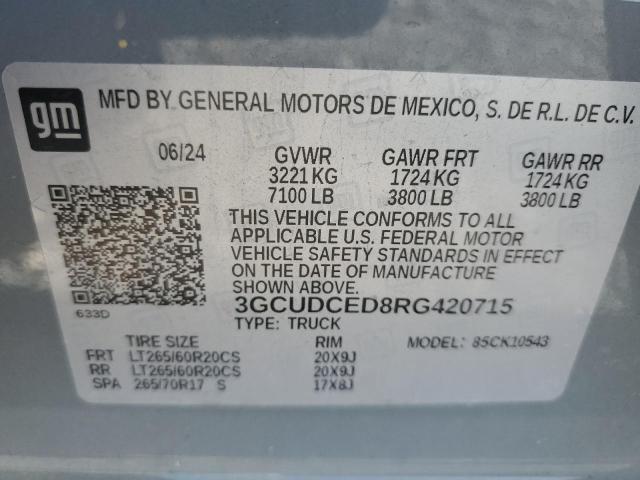 gm
MFD BY GENERAL MOTORS DE MEXICO, S. DE R.L. DE C.V.
06/24 GVWR GAWR FRT GAWR RR
3221 KG 1724 KG 1724 KG
7100 LB 3800 LB 3800 LB
THIS VEHICLE CONFORMS TO ALL
APPLICABLE U.S. FEDERAL MOTOR
VEHICLE SAFETY STANDARDS IN EFFECT
ON THE DATE OF MANUFACTURE
SHOWN ABOVE.
633D 3GCUDCED8RG420715
TYPE: TRUCK
TIRE SIZE RIM MODEL: 85CK10543
FRT LT265/60R20CS 20X9J
RR LT265/60R20CS 20X9J
SPA 265/70R17 S 17X8J